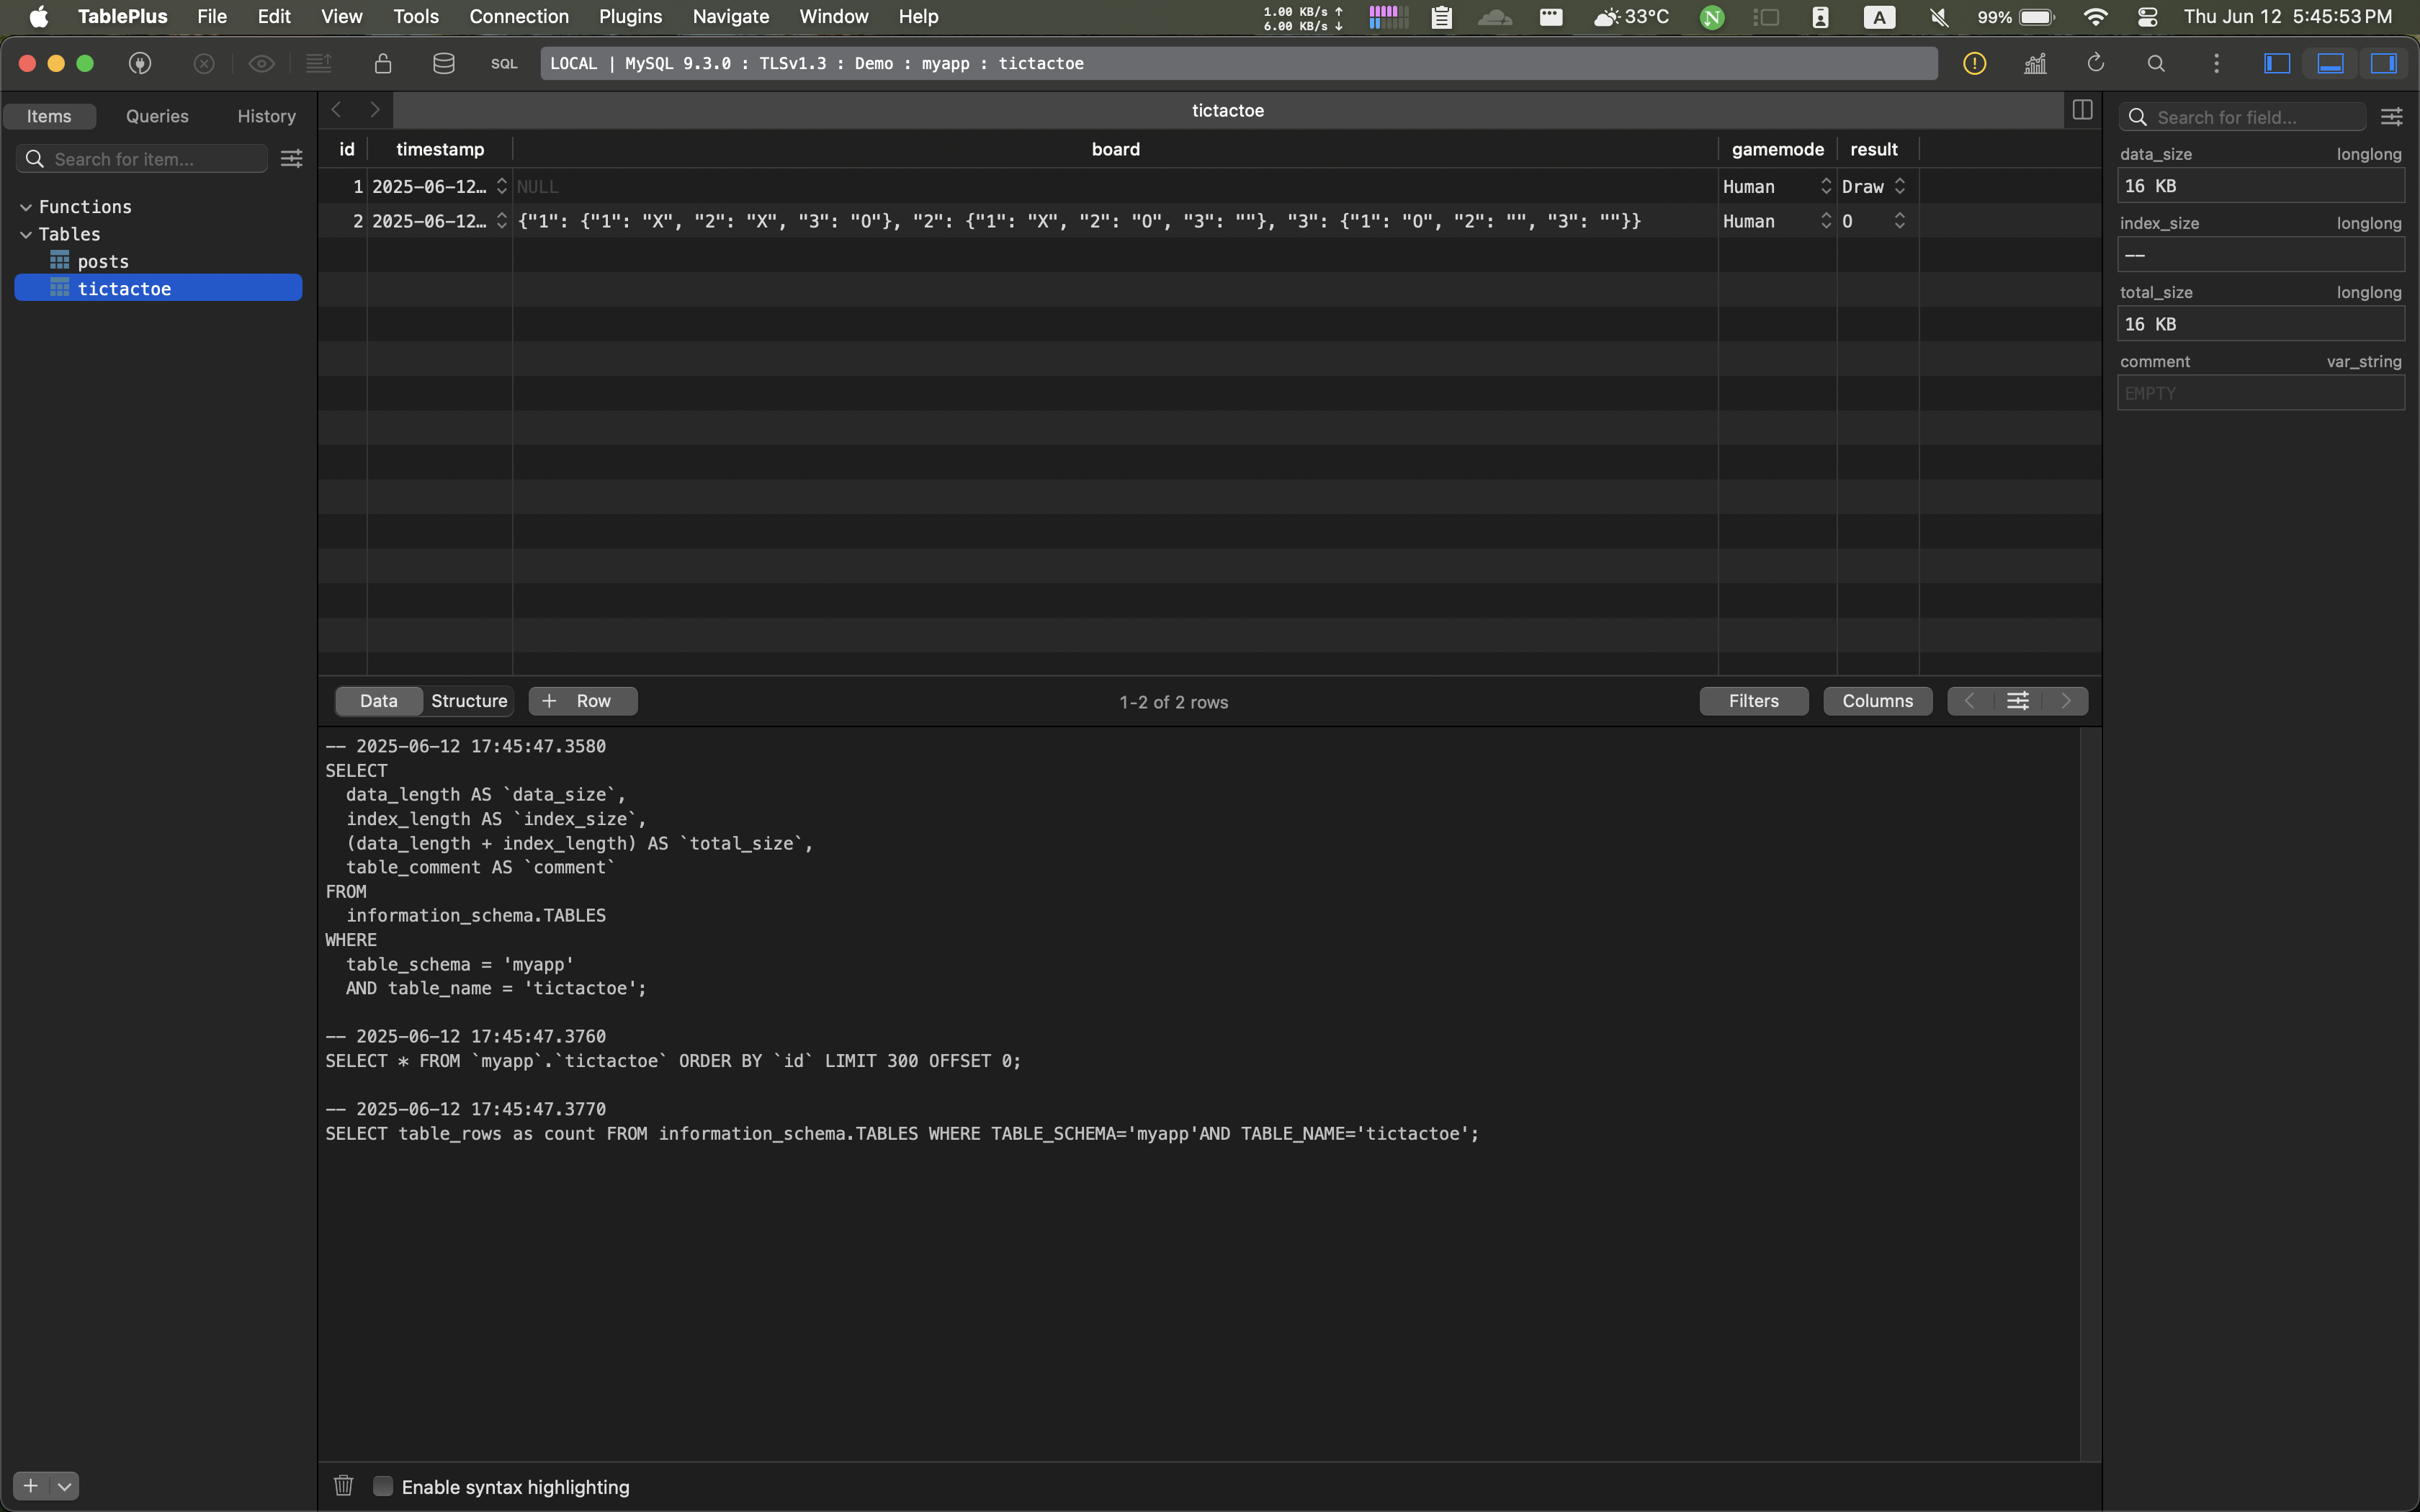 TablePlus File Edit View Tools Connection Plugins Navigate Window Help 1.00 KB/s ↑ 6.00 KB/s ↓ 33°C N A 99% Thu Jun 12 5:45:53 PM
SQL LOCAL | MySQL 9.3.0 : TLSv1.3 : Demo : myapp : tictactoe
Items Queries History
Search for item...
Functions
Tables
posts
tictactoe
tictactoe
id timestamp board gamemode result
1 2025-06-12... NULL Human Draw
2 2025-06-12... {"1": {"1": "X", "2": "X", "3": "O"}, "2": {"1": "X", "2": "O", "3": ""}, "3": {"1": "O", "2": "", "3": ""}} Human O
Data Structure + Row 1-2 of 2 rows Filters Columns
-- 2025-06-12 17:45:47.3580
SELECT
data_length AS `data_size`,
index_length AS `index_size`,
(data_length + index_length) AS `total_size`,
table_comment AS `comment`
FROM
information_schema.TABLES
WHERE
table_schema = 'myapp'
AND table_name = 'tictactoe';
-- 2025-06-12 17:45:47.3760
SELECT * FROM `myapp`.`tictactoe` ORDER BY `id` LIMIT 300 OFFSET 0;
-- 2025-06-12 17:45:47.3770
SELECT table_rows as count FROM information_schema.TABLES WHERE TABLE_SCHEMA='myapp'AND TABLE_NAME='tictactoe';
Enable syntax highlighting
Search for field...
data_size longlong
16 KB
index_size longlong
--
total_size longlong
16 KB
comment var_string
EMPTY